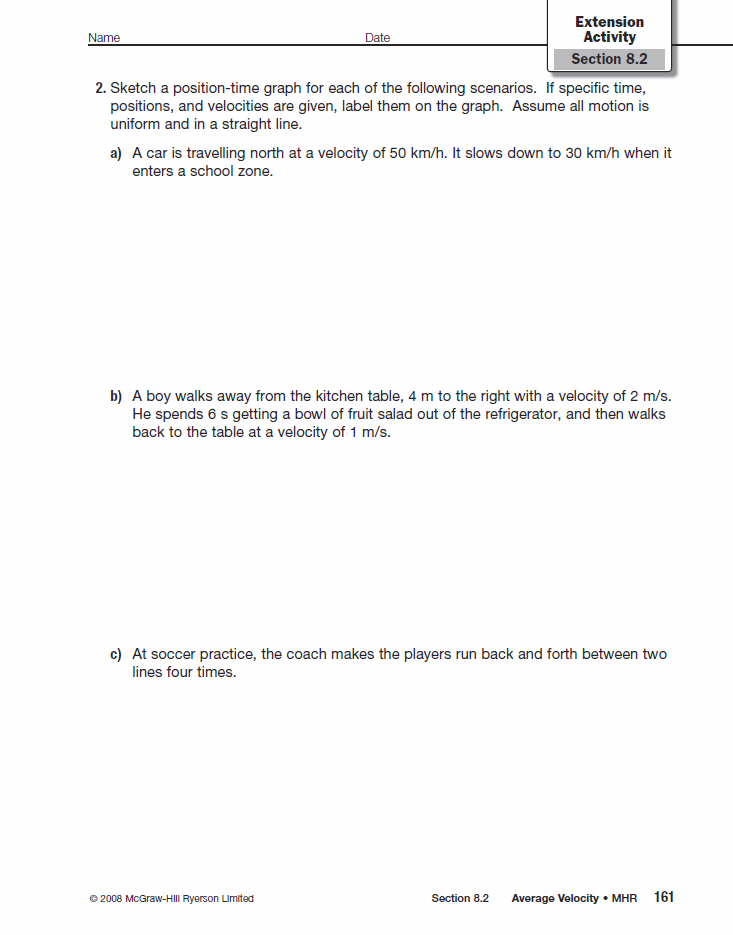 Extension
Activity
Section 8.2
Name Date
2. Sketch a position-time graph for each of the following scenarios. If specific time,
positions, and velocities are given, label them on the graph. Assume all motion is
uniform and in a straight line.
a) A car is travelling north at a velocity of 50 km/h. It slows down to 30 km/h when it
enters a school zone.
b) A boy walks away from the kitchen table, 4 m to the right with a velocity of 2 m/s.
He spends 6 s getting a bowl of fruit salad out of the refrigerator, and then walks
back to the table at a velocity of 1 m/s.
c) At soccer practice, the coach makes the players run back and forth between two
lines four times.
© 2008 McGraw-Hill Ryerson Limited Section 8.2 Average Velocity • MHR 161